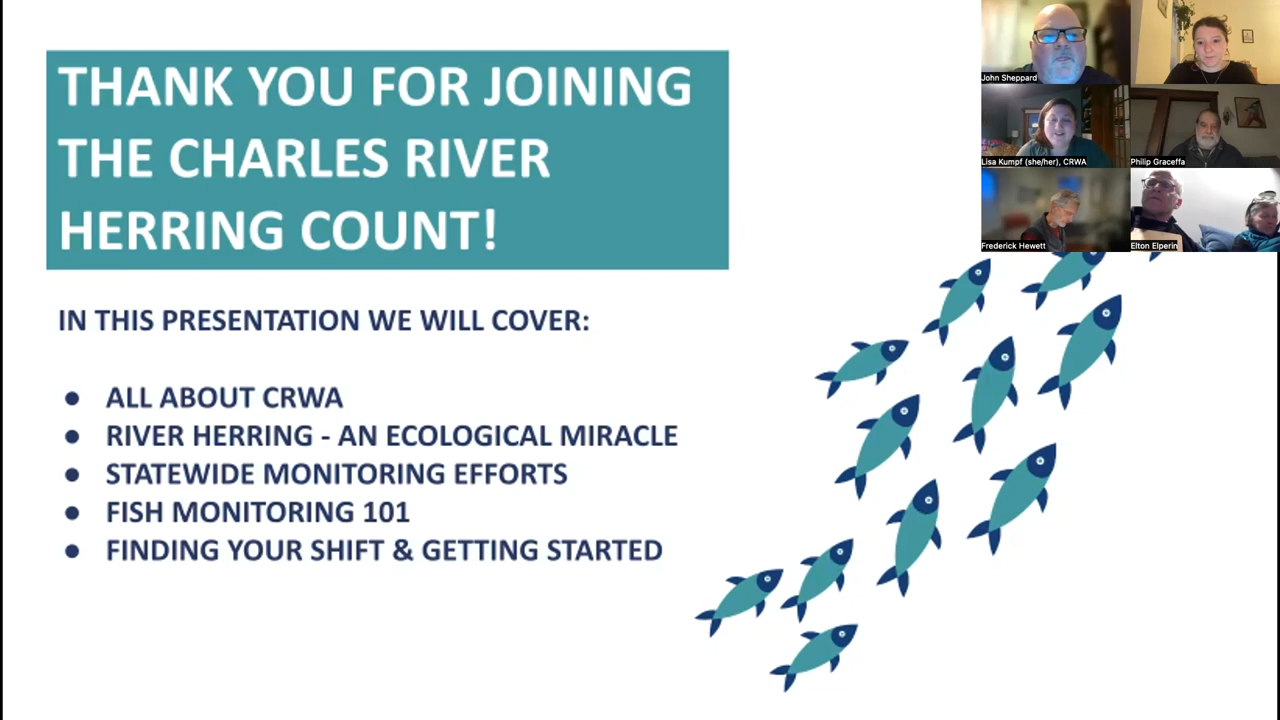 THANK YOU FOR JOINING
THE CHARLES RIVER
HERRING COUNT!
IN THIS PRESENTATION WE WILL COVER:
● ALL ABOUT CRWA
● RIVER HERRING - AN ECOLOGICAL MIRACLE
● STATEWIDE MONITORING EFFORTS
● FISH MONITORING 101
● FINDING YOUR SHIFT & GETTING STARTED
John Sheppard
Lisa Kumpf (she/her), CRWA
Philip Graceffa
Frederick Hewett
Elton Elperin